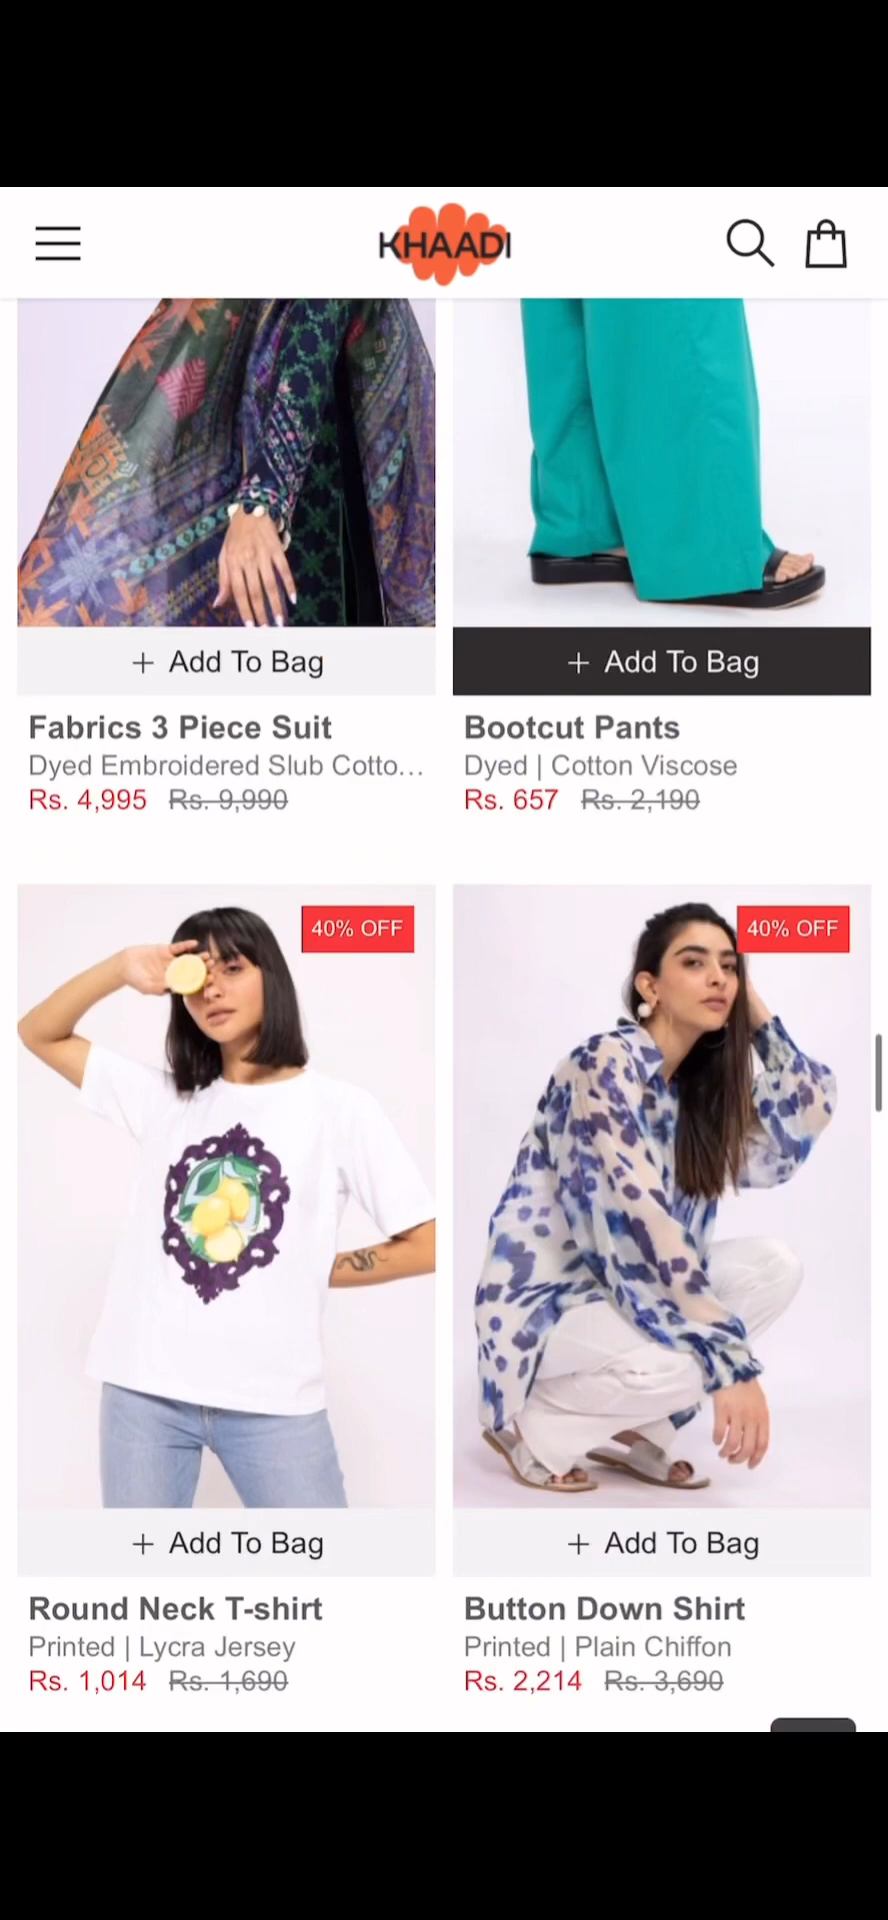 KHAADI
+ Add To Bag
+ Add To Bag
Fabrics 3 Piece Suit
Dyed Embroidered Slub Cotto...
Rs. 4,995 Rs. 9,990
Bootcut Pants
Dyed | Cotton Viscose
Rs. 657 Rs. 2,190
40% OFF
40% OFF
+ Add To Bag
+ Add To Bag
Round Neck T-shirt
Printed | Lycra Jersey
Rs. 1,014 Rs. 1,690
Button Down Shirt
Printed | Plain Chiffon
Rs. 2,214 Rs. 3,690